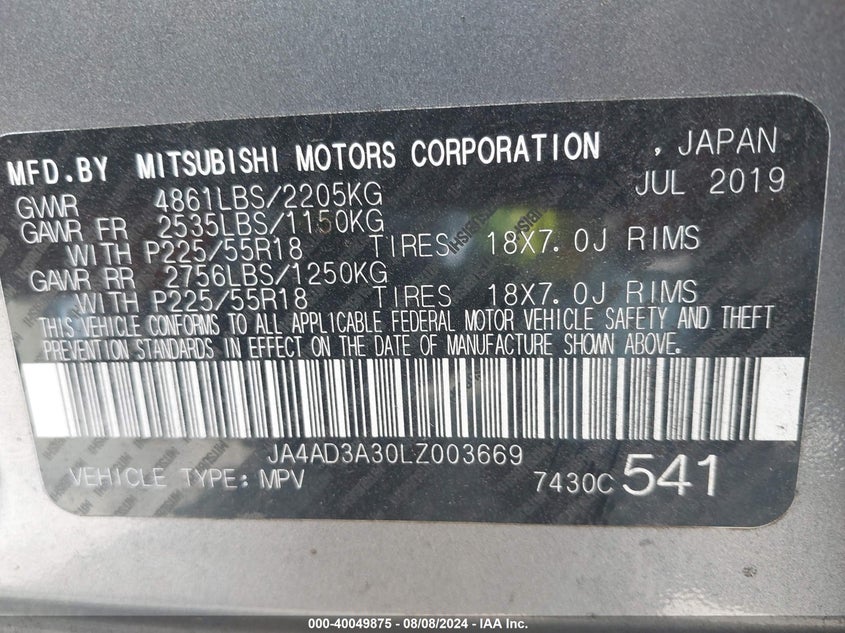 MFD.BY MITSUBISHI MOTORS CORPORATION , JAPAN
JUL 2019
GVWR 4861LBS/2205KG
GAWR FR 2535LBS/1150KG
WITH P225/55R18 TIRES 18X7.0J RIMS
GAWR RR 2756LBS/1250KG
WITH P225/55R18 TIRES 18X7.0J RIMS
THIS VEHICLE CONFORMS TO ALL APPLICABLE FEDERAL MOTOR VEHICLE SAFETY AND THEFT
PREVENTION STANDARDS IN EFFECT ON THE DATE OF MANUFACTURE SHOWN ABOVE.
JA4AD3A30LZ003669
VEHICLE TYPE: MPV 7430C 541
000-40049875 - 08/08/2024 - IAA Inc.